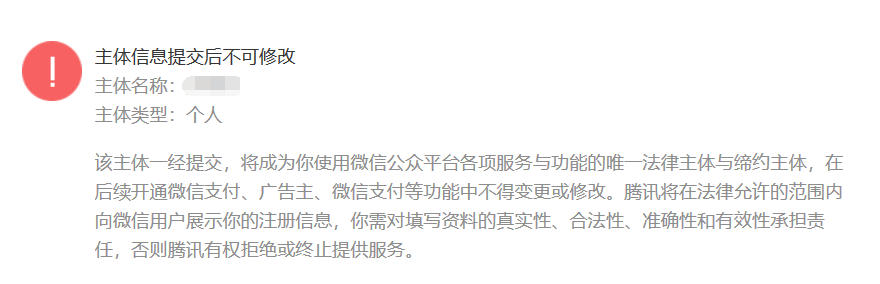 主体信息提交后不可修改
主体名称：
主体类型：个人
该主体一经提交，将成为你使用微信公众平台各项服务与功能的唯一法律主体与缔约主体，在
后续开通微信支付、广告主、微信支付等功能中不得变更或修改。腾讯将在法律允许的范围内
向微信用户展示你的注册信息，你需对填写资料的真实性、合法性、准确性和有效性承担责
任，否则腾讯有权拒绝或终止提供服务。